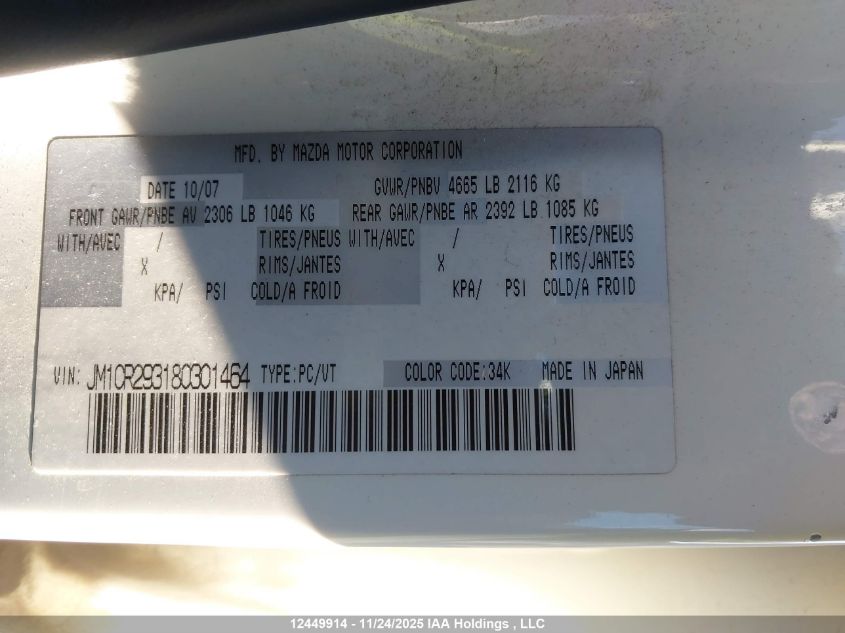 MFD. BY MAZDA MOTOR CORPORATION
DATE 10/07 GVWR/PNBV 4665 LB 2116 KG
FRONT GAWR/PNBE AV 2306 LB 1046 KG REAR GAWR/PNBE AR 2392 LB 1085 KG
WITH/AVEC / TIRES/PNEUS WITH/AVEC / TIRES/PNEUS
X RIMS/JANTES X RIMS/JANTES
KPA/ PSI COLD/A FROID KPA/ PSI COLD/A FROID
VIN: JM1CR293180301464 TYPE:PC/VT COLOR CODE:34K MADE IN JAPAN
12449914 - 11/24/2025 IAA Holdings , LLC